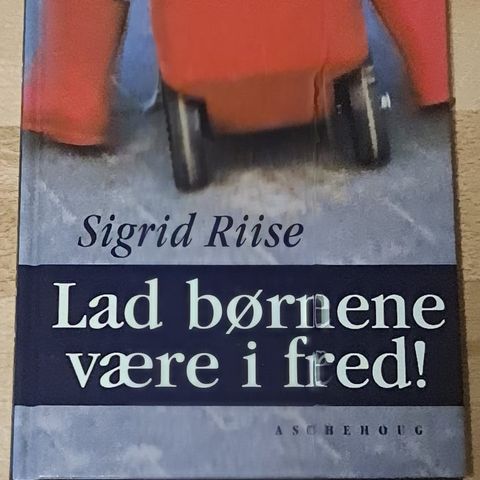 Sigrid Riise
Lad børnene
være i fred!
ASCHEHOUG